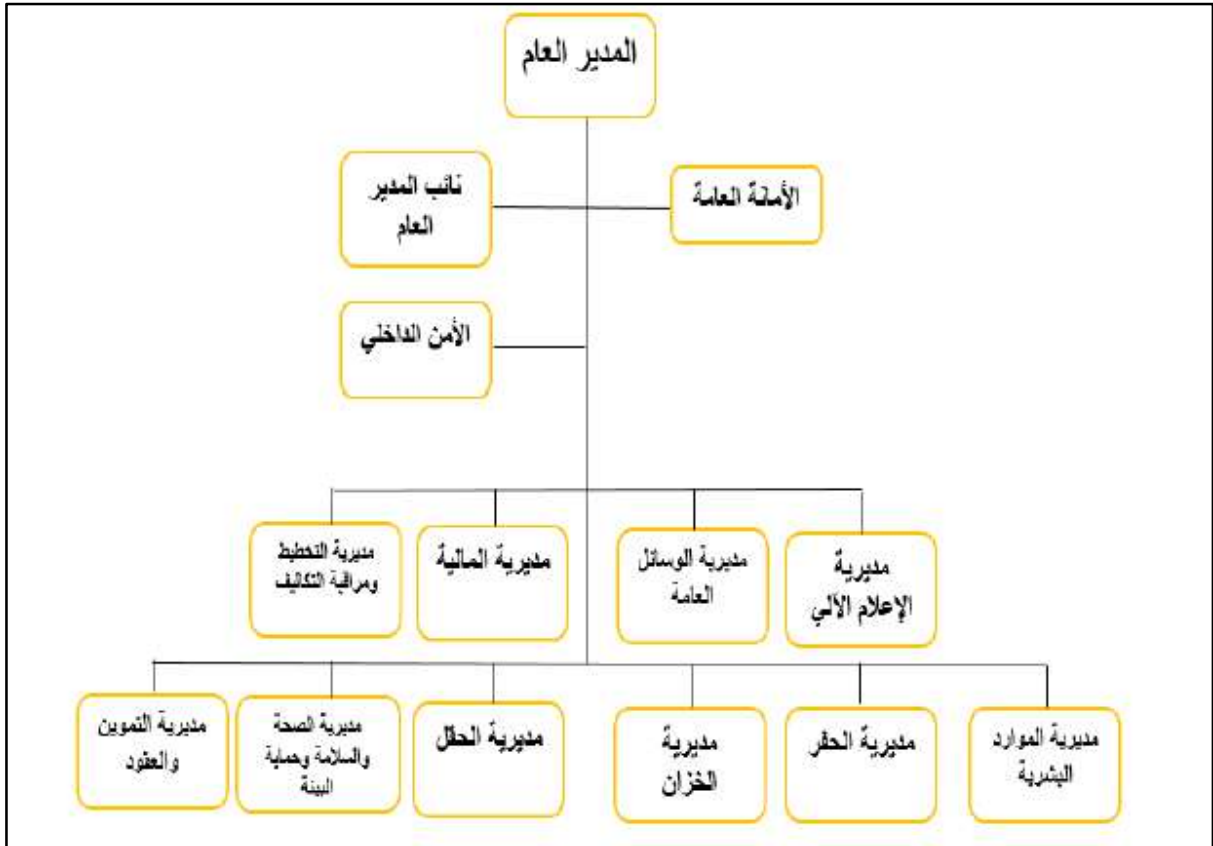 المدير العام
الأمانة العامة
نائب المدير
العام
الأمن الداخلي
مديرية
الإعلام الآلي
مديرية الوسائل
العامة
مديرية المالية
مديرية التخطيط
ومراقبة التكاليف
مديرية الموارد
البشرية
مديرية الحفر
مديرية
الخزان
مديرية الحقل
مديرية الصحة
والسلامة وحماية
البيئة
مديرية التموين
والعقود